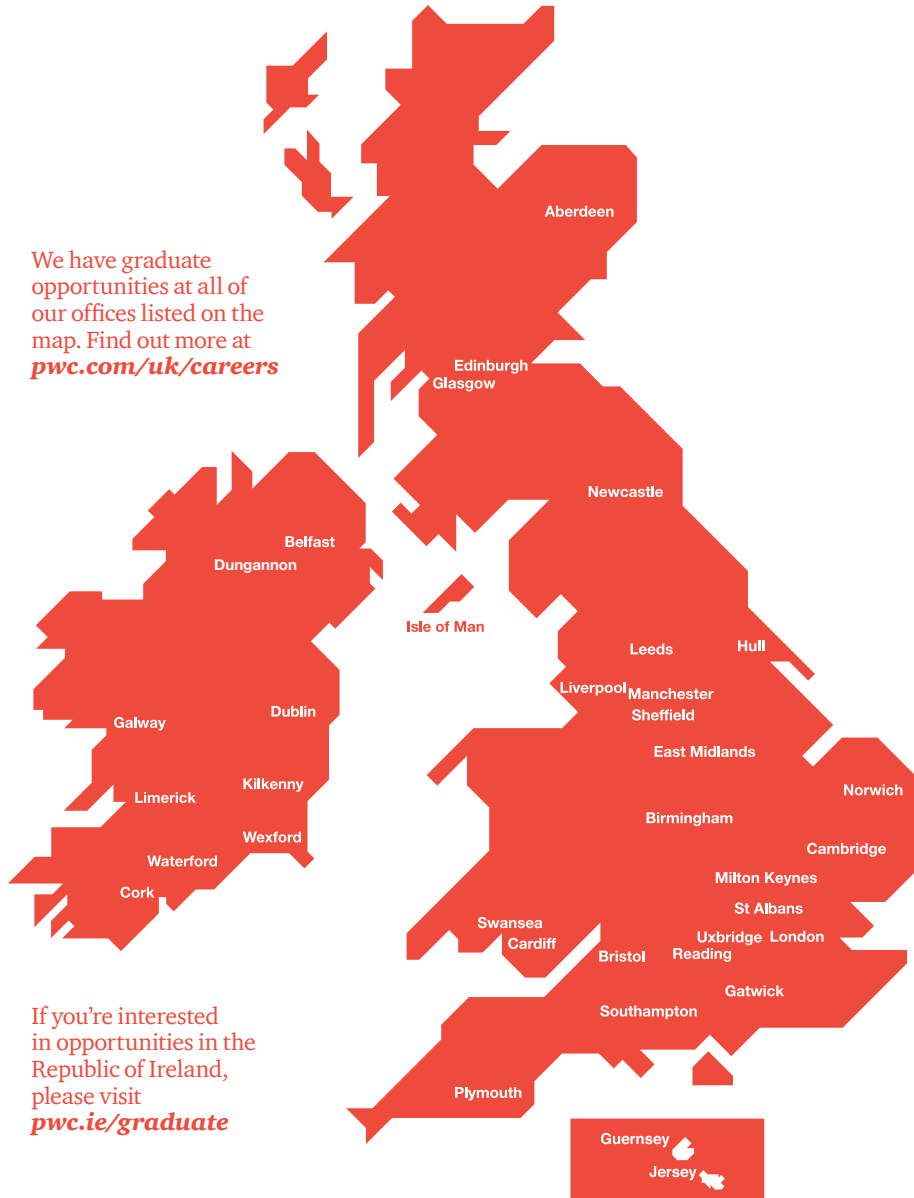 Aberdeen
We have graduate
opportunities at all of
our offices listed on the
map. Find out more at
pwc.com/uk/careers
Edinburgh
Glasgow
Newcastle
Belfast
Dungannon
Isle of Man
Leeds
Hull
Liverpool
Manchester
Sheffield
Galway
Dublin
East Midlands
Limerick
Kilkenny
Norwich
Birmingham
Wexford
Cambridge
Waterford
Milton Keynes
Cork
St Albans
Swansea
Cardiff
Uxbridge
London
Bristol
Reading
Gatwick
Southampton
If you're interested
in opportunities in the
Republic of Ireland,
please visit
pwc.ie/graduate
Plymouth
Guernsey
Jersey